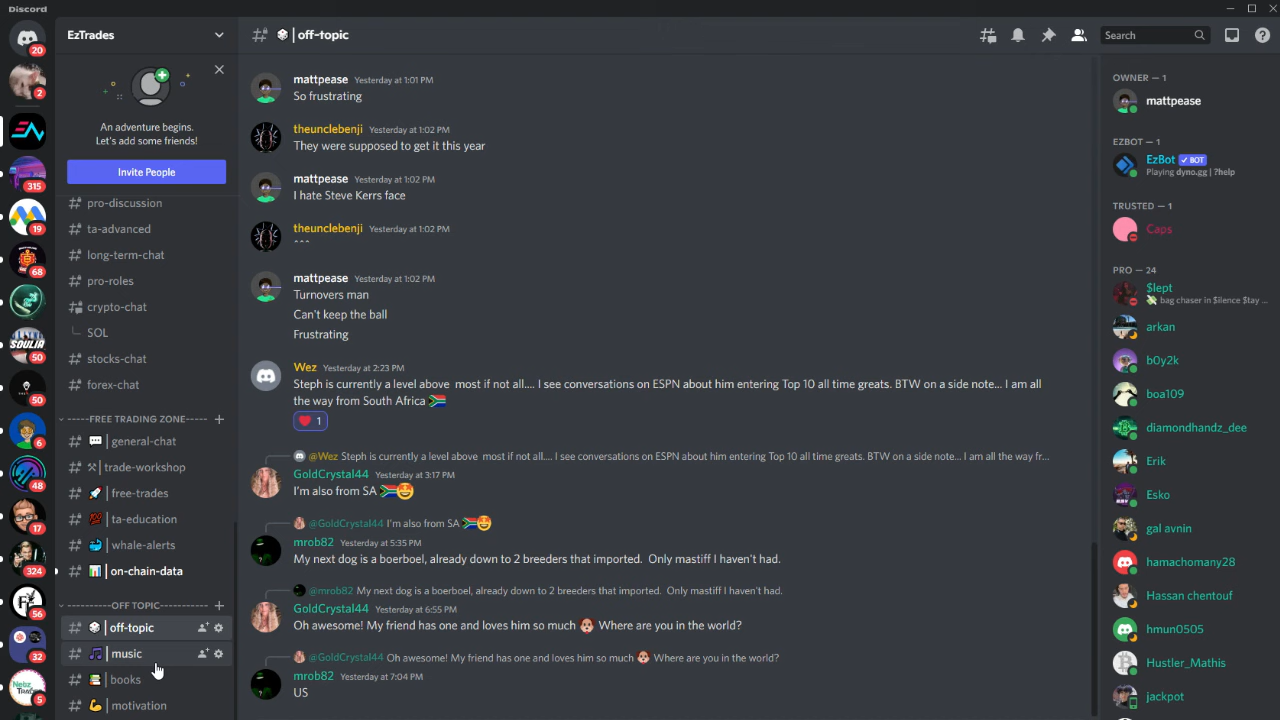 Discord
20
2
315
19
68
50
6
48
17
324
56
32
5
EzTrades
An adventure begins.
Let's add some friends!
Invite People
pro-discussion
ta-advanced
long-term-chat
pro-roles
crypto-chat
SOL
stocks-chat
forex-chat
-----FREE TRADING ZONE-----
general-chat
trade-workshop
free-trades
ta-education
whale-alerts
on-chain-data
-----OFF TOPIC-----
off-topic
music
books
motivation
off-topic
Search
mattpease Yesterday at 1:01 PM
So frustrating
theunclebenji Yesterday at 1:02 PM
They were supposed to get it this year
mattpease Yesterday at 1:02 PM
I hate Steve Kerrs face
theunclebenji Yesterday at 1:02 PM
^^^
mattpease Yesterday at 1:02 PM
Turnovers man
Can't keep the ball
Frustrating
Wez Yesterday at 2:23 PM
Steph is currently a level above most if not all.... I see conversations on ESPN about him entering Top 10 all time greats. BTW on a side note... I am all
the way from South Africa 🇿🇦
❤️ 1
@Wez Steph is currently a level above most if not all.... I see conversations on ESPN about him entering Top 10 all time greats. BTW on a side note... I am all the way fr...
GoldCrystal44 Yesterday at 3:17 PM
I'm also from SA 🇿🇦🤩
@GoldCrystal44 I'm also from SA 🇿🇦🤩
mrob82 Yesterday at 5:35 PM
My next dog is a boerboel, already down to 2 breeders that imported. Only mastiff I haven't had.
@mrob82 My next dog is a boerboel, already down to 2 breeders that imported. Only mastiff I haven't had.
GoldCrystal44 Yesterday at 6:55 PM
Oh awesome! My friend has one and loves him so much 🐶 Where are you in the world?
@GoldCrystal44 Oh awesome! My friend has one and loves him so much 🐶 Where are you in the world?
mrob82 Yesterday at 7:04 PM
US
OWNER — 1
mattpease
EZBOT — 1
EzBot ✓ BOT
Playing dyno.gg | ?help
TRUSTED — 1
Caps
PRO — 24
$lept
💸 bag chaser in $ilence $tay ...
arkan
b0y2k
boa109
diamondhandz_dee
Erik
Esko
gal avnin
hamachomany28
Hassan chentouf
hmun0505
Hustler_Mathis
jackpot